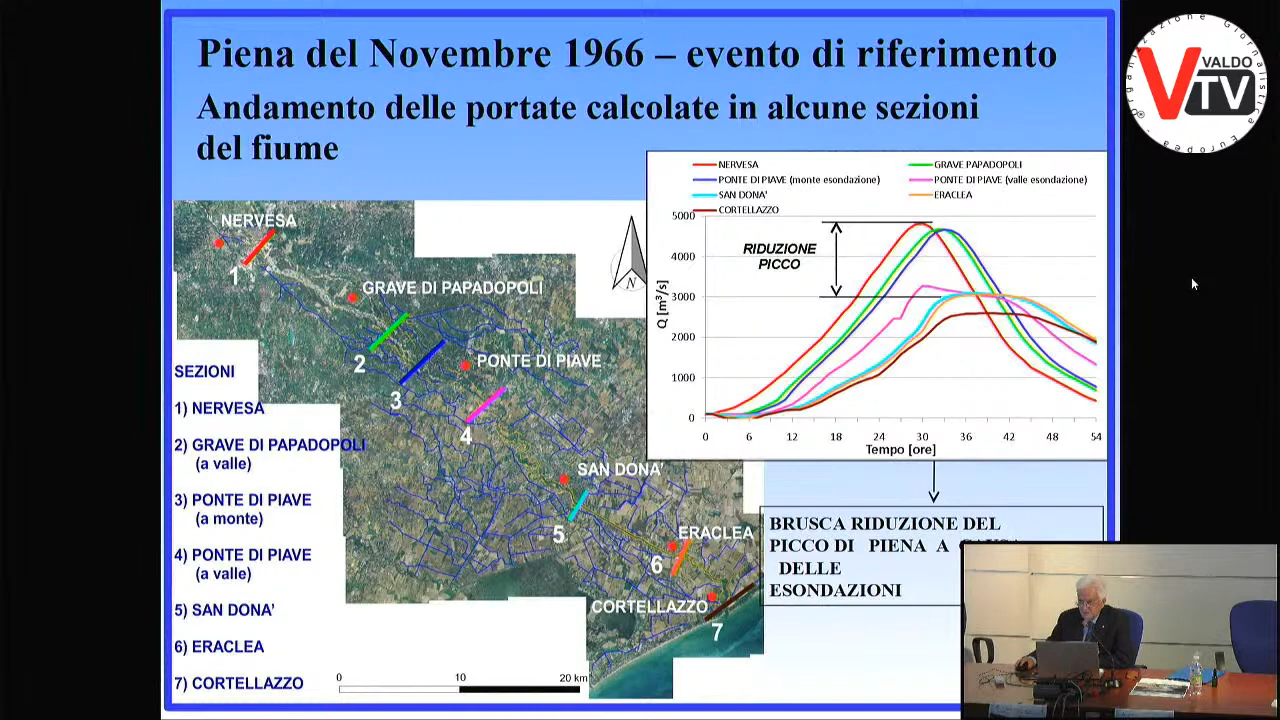 Piena del Novembre 1966 – evento di riferimento
Andamento delle portate calcolate in alcune sezioni
del fiume
VALDO
VTV
Organizzazione Giornalistica Europea ®
NERVESA
GRAVE PAPADOPOLI
PONTE DI PIAVE (monte esondazione)
PONTE DI PIAVE (valle esondazione)
SAN DONA'
ERACLEA
CORTELLAZZO
5000
4000
3000
2000
1000
0
Q [m³/s]
RIDUZIONE
PICCO
0 6 12 18 24 30 36 42 48 54
Tempo [ore]
NERVESA
1
GRAVE DI PAPADOPOLI
2
3
PONTE DI PIAVE
4
SAN DONA'
5
ERACLEA
6
CORTELLAZZO
7
N
SEZIONI
1) NERVESA
2) GRAVE DI PAPADOPOLI
(a valle)
3) PONTE DI PIAVE
(a monte)
4) PONTE DI PIAVE
(a valle)
5) SAN DONA'
6) ERACLEA
7) CORTELLAZZO
0 10 20 km
BRUSCA RIDUZIONE DEL
PICCO DI PIENA A
DELLE
ESONDAZIONI